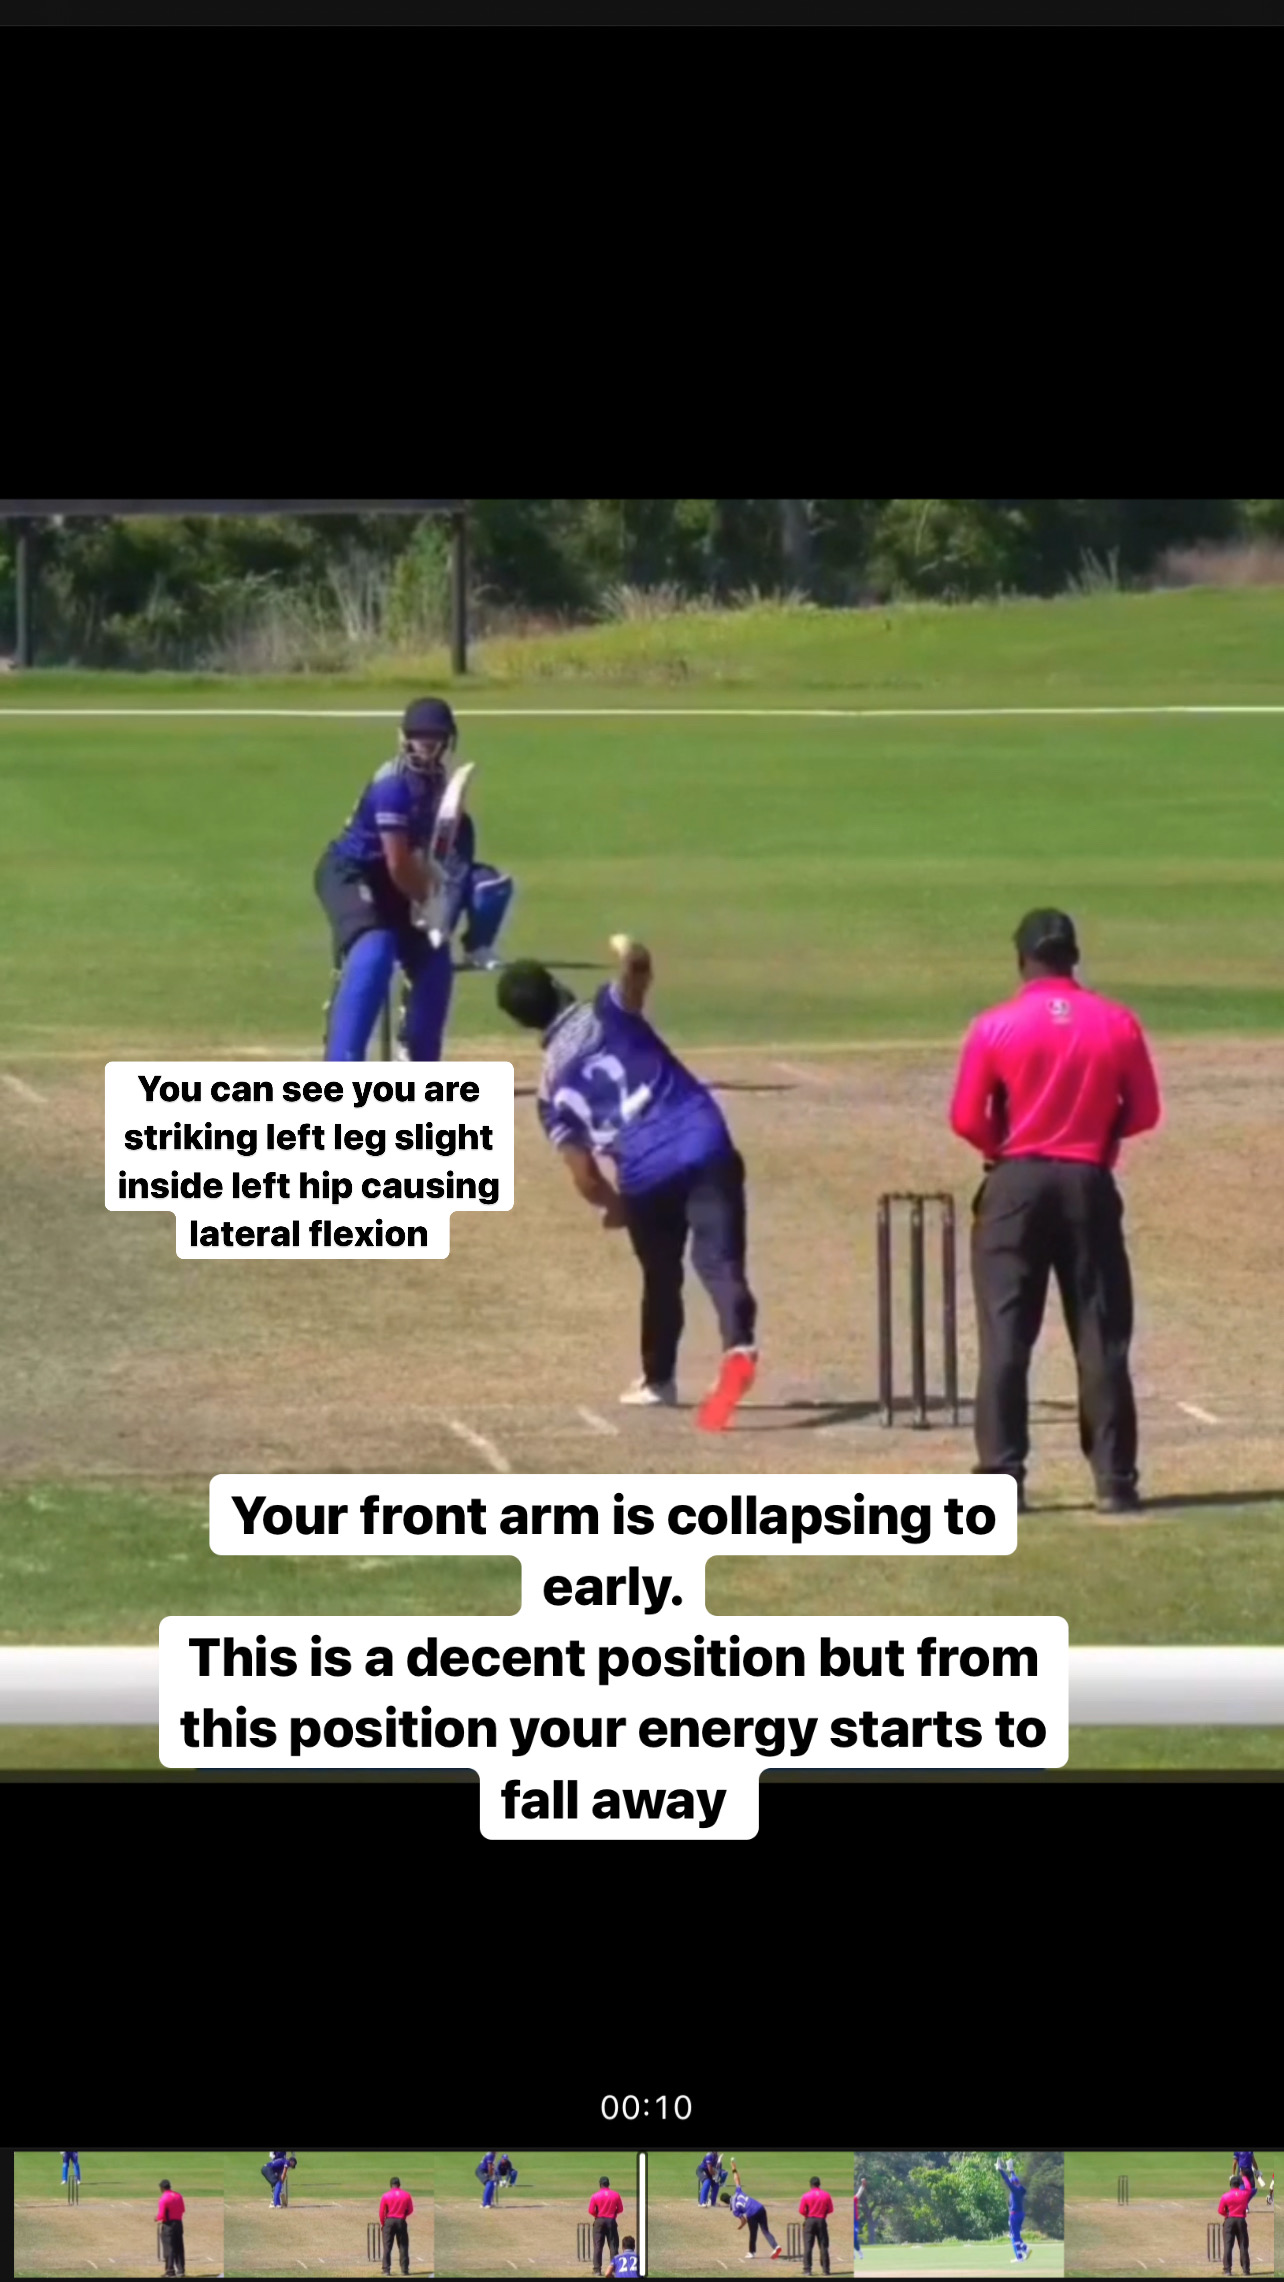 22
You can see you are
striking left leg slight
inside left hip causing
lateral flexion
Your front arm is collapsing to
early.
This is a decent position but from
this position your energy starts to
fall away
00:10
22